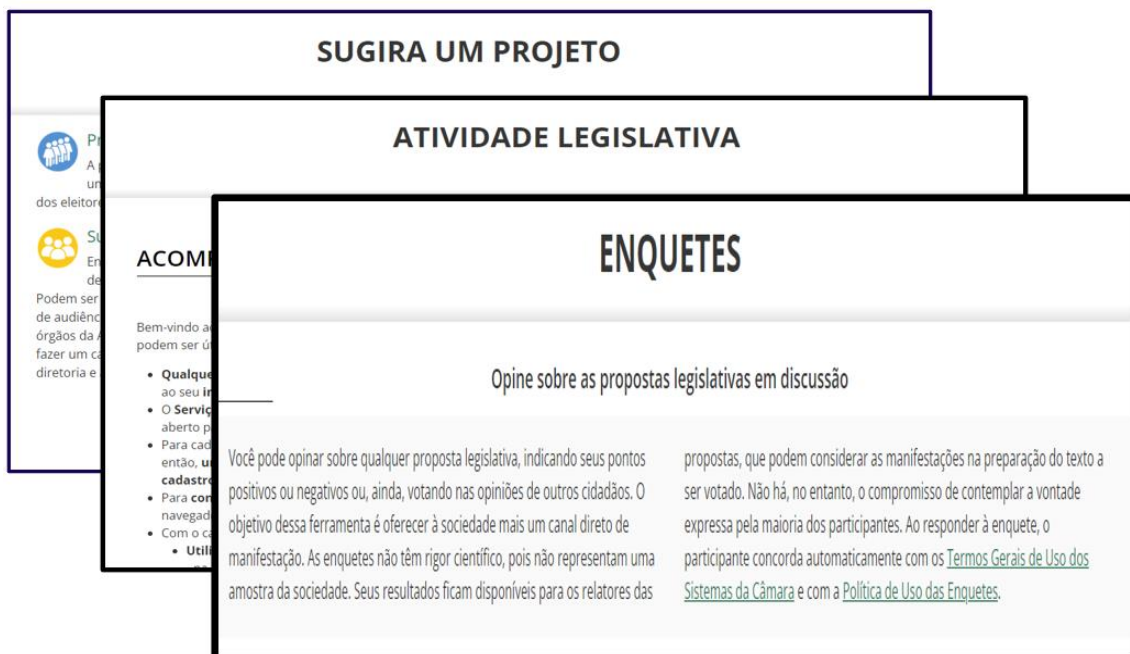 SUGIRA UM PROJETO
A
dos eleitor
Podem ser
de audiênc
órgãos da
fazer um c
diretoria e
ATIVIDADE LEGISLATIVA
Bem-vindo
podem ser
• Qualque
ao seu
• O Serviç
aberto p
• Para cad
então,
cadastr
• Para con
navegad
• Com o
• Utili
ENQUETES
Opine sobre as propostas legislativas em discussão
Você pode opinar sobre qualquer proposta legislativa, indicando seus pontos
positivos ou negativos ou, ainda, votando nas opiniões de outros cidadãos. O
objetivo dessa ferramenta é oferecer à sociedade mais um canal direto de
manifestação. As enquetes não têm rigor científico, pois não representam uma
amostra da sociedade. Seus resultados ficam disponíveis para os relatores das
propostas, que podem considerar as manifestações na preparação do texto a
ser votado. Não há, no entanto, o compromisso de contemplar a vontade
expressa pela maioria dos participantes. Ao responder à enquete, o
participante concorda automaticamente com os Termos Gerais de Uso dos
Sistemas da Câmara e com a Política de Uso das Enquetes.